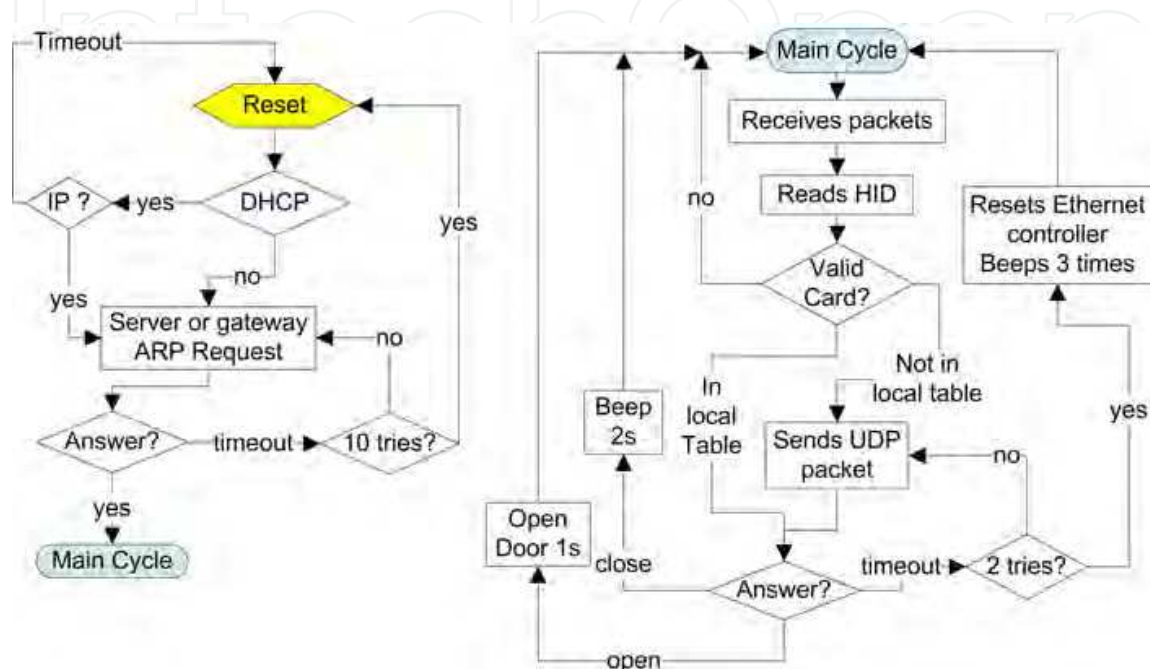 Timeout
Reset
IP ?
yes
DHCP
yes
no
yes
Server or gateway
ARP Request
no
Answer?
timeout
10 tries?
yes
Main Cycle
Main Cycle
Receives packets
no
Reads HID
Resets Ethernet
controller
Beeps 3 times
Valid
Card?
Not in
local table
In
local
Table
Beep
2s
yes
Sends UDP
packet
no
Open
Door 1s
close
timeout
2 tries?
Answer?
open